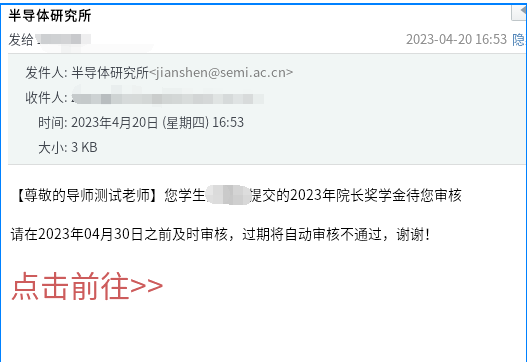 半导体研究所
发给
2023-04-20 16:53 隐
发件人: 半导体研究所<jianshen@semi.ac.cn>
收件人:
时间: 2023年4月20日 (星期四) 16:53
大小: 3 KB
【尊敬的导师测试老师】您学生 提交的2023年院长奖学金待您审核
请在2023年04月30日之前及时审核，过期将自动审核不通过，谢谢！
点击前往>>